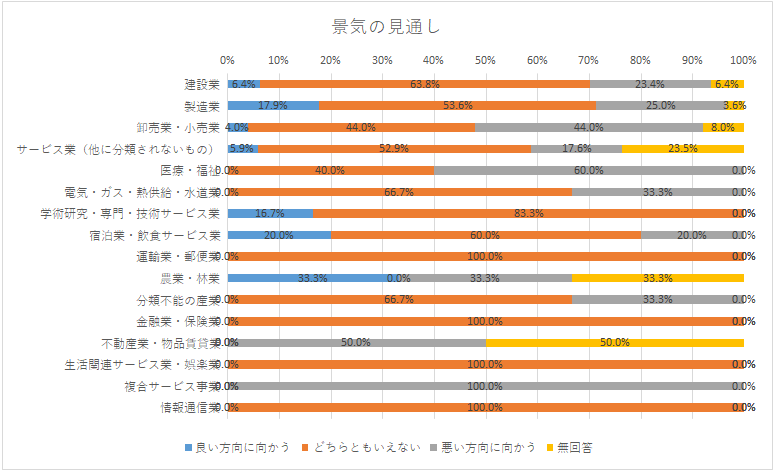 景気の見通し
0% 10% 20% 30% 40% 50% 60% 70% 80% 90% 100%
建設業 6.4% 63.8% 23.4% 6.4%
製造業 17.9% 53.6% 25.0% 3.6%
卸売業・小売業 4.0% 44.0% 44.0% 8.0%
サービス業（他に分類されないもの） 5.9% 52.9% 17.6% 23.5%
医療・福祉 0.0% 40.0% 60.0% 0.0%
電気・ガス・熱供給・水道業 0.0% 66.7% 33.3% 0.0%
学術研究・専門・技術サービス業 16.7% 83.3% 0.0% 0.0%
宿泊業・飲食サービス業 20.0% 60.0% 20.0% 0.0%
運輸業・郵便業 0.0% 100.0% 0.0% 0.0%
農業・林業 33.3% 0.0% 33.3% 33.3%
分類不能の産業 0.0% 66.7% 33.3% 0.0%
金融業・保険業 0.0% 100.0% 0.0% 0.0%
不動産業・物品賃貸業 0.0% 0.0% 50.0% 50.0%
生活関連サービス業・娯楽業 0.0% 100.0% 0.0% 0.0%
複合サービス事業 0.0% 0.0% 100.0% 0.0%
情報通信業 0.0% 100.0% 0.0% 0.0%
良い方向に向かう どちらともいえない 悪い方向に向かう 無回答